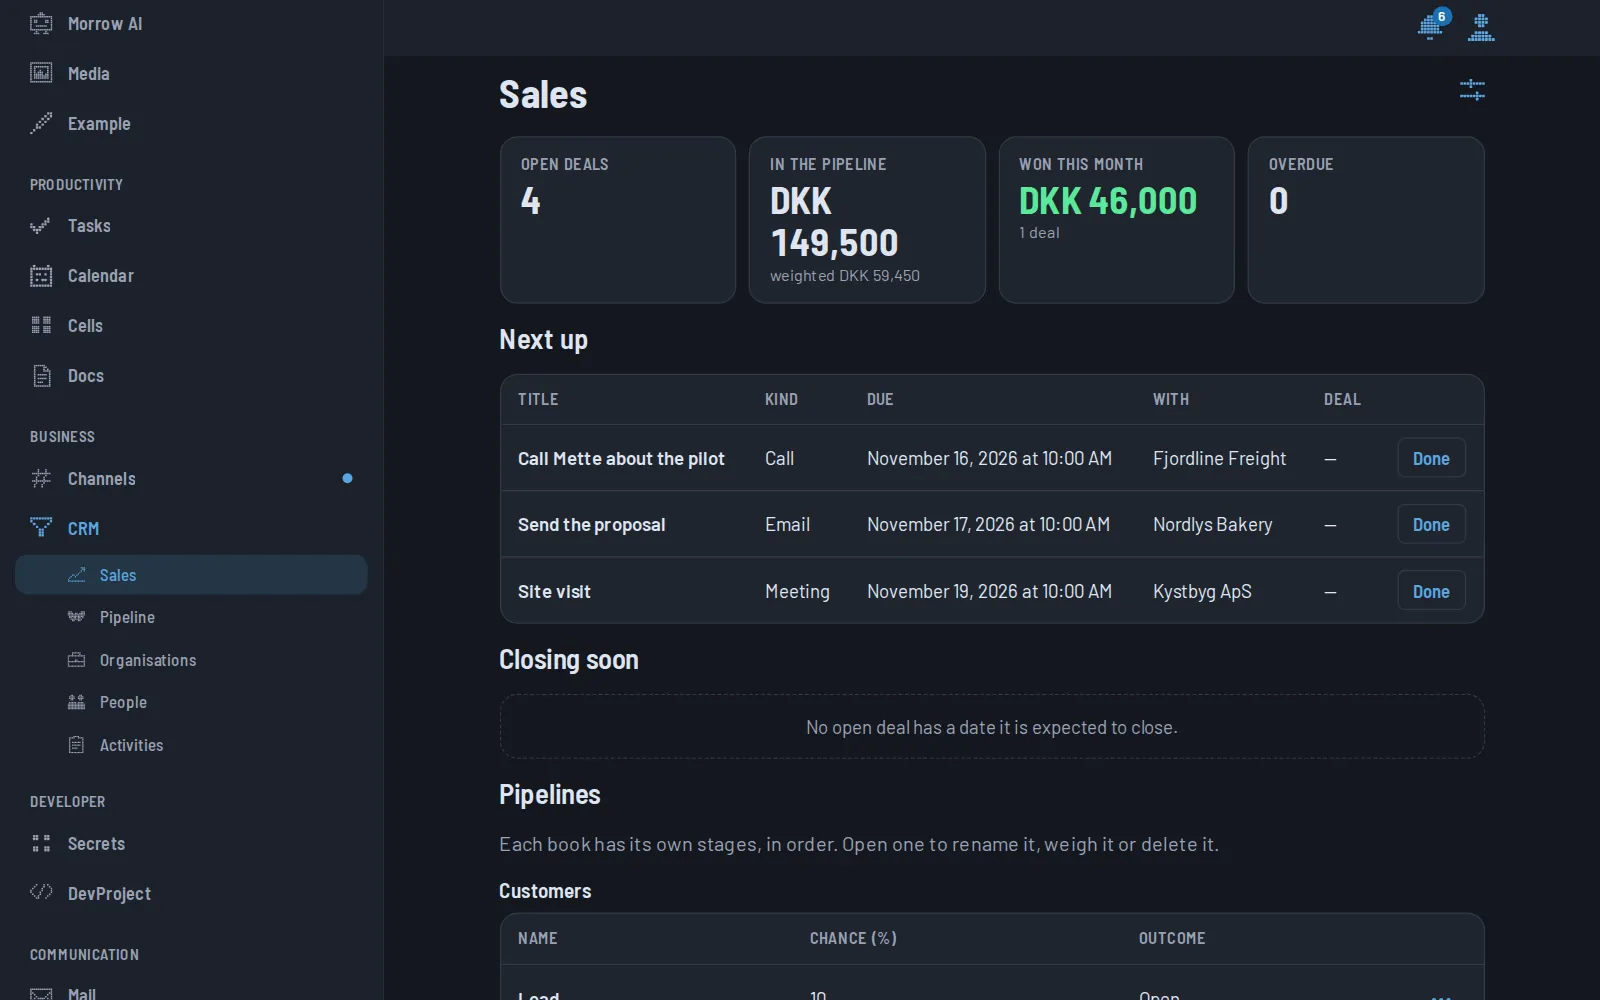 Morrow AI
Media
Example
PRODUCTIVITY
Tasks
Calendar
Cells
Docs
BUSINESS
Channels
CRM
Sales
Pipeline
Organisations
People
Activities
DEVELOPER
Secrets
DevProject
COMMUNICATION
Mail
6
Sales
OPEN DEALS
4
IN THE PIPELINE
DKK
149,500
weighted DKK 59,450
WON THIS MONTH
DKK 46,000
1 deal
OVERDUE
0
Next up
TITLE KIND DUE WITH DEAL
Call Mette about the pilot Call November 16, 2026 at 10:00 AM Fjordline Freight — Done
Send the proposal Email November 17, 2026 at 10:00 AM Nordlys Bakery — Done
Site visit Meeting November 19, 2026 at 10:00 AM Kystbyg ApS — Done
Closing soon
No open deal has a date it is expected to close.
Pipelines
Each book has its own stages, in order. Open one to rename it, weigh it or delete it.
Customers
NAME CHANCE (%) OUTCOME
Lead 10 Open